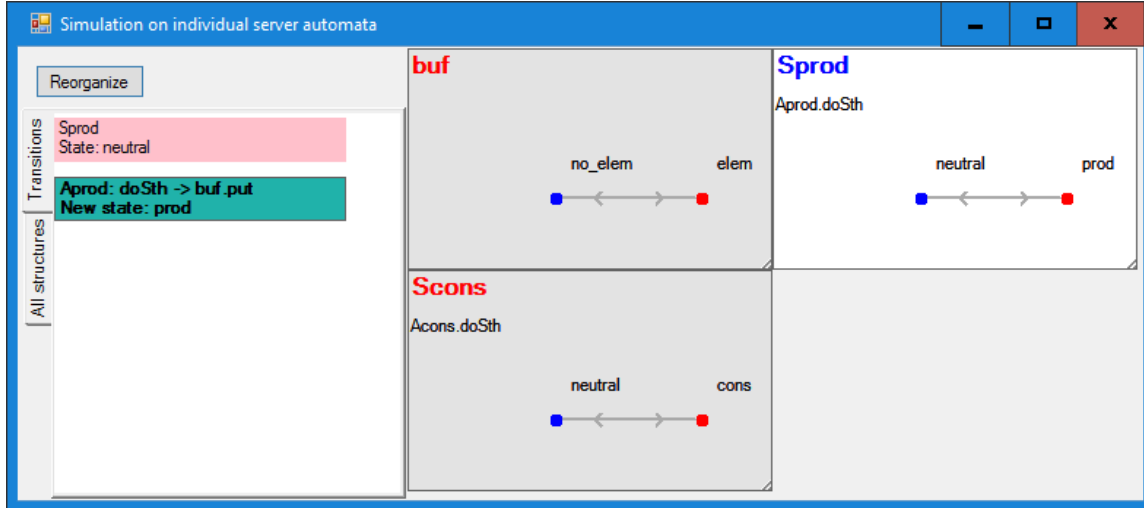 Simulation on individual server automata
Reorganize
Transitions
All structures
Sprod
State: neutral
Aprod: doSth -> buf.put
New state: prod
buf
no_elem elem
Sprod
Aprod.doSth
neutral prod
Scons
Acons.doSth
neutral cons